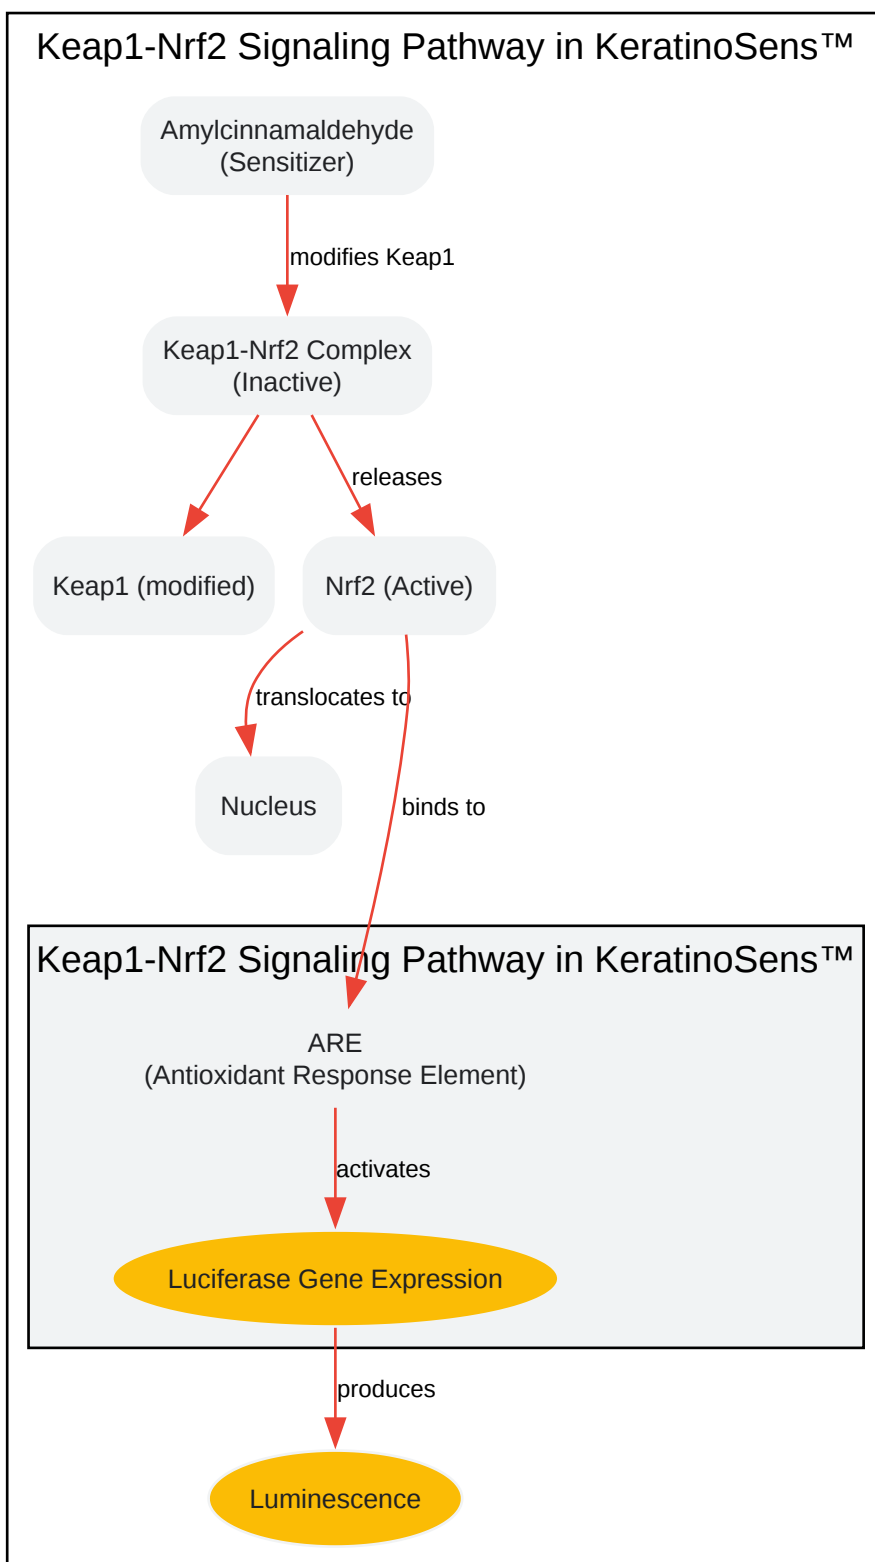 Keap1-Nrf2 Signaling Pathway in KeratinoSens™
Amylcinnamaldehyde
(Sensitizer)
modifies Keap1
Keap1-Nrf2 Complex
(Inactive)
releases
Keap1 (modified)
Nrf2 (Active)
translocates to
Nucleus
binds to
Keap1-Nrf2 Signaling Pathway in KeratinoSens™
ARE
(Antioxidant Response Element)
activates
Luciferase Gene Expression
produces
Luminescence